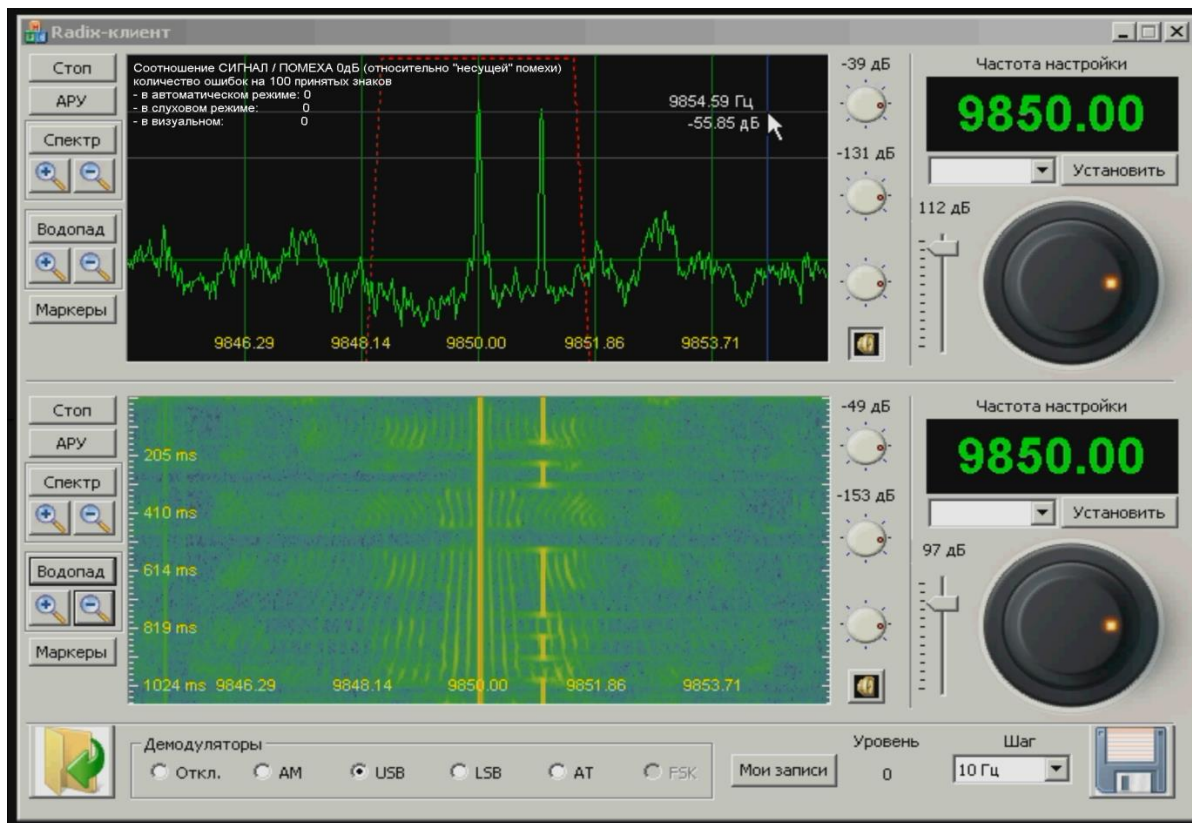 Radix-клиент
Стоп
АРУ
Спектр
Водопад
Маркеры
Соотношение СИГНАЛ / ПОМЕХА 0дБ (относительно "несущей" помехи)
количество ошибок на 100 принятых знаков
- в автоматическом режиме: 0
- в слуховом режиме: 0
- в визуальном: 0
9854.59 Гц
-55.85 дБ
9846.29 9848.14 9850.00 9851.86 9853.71
-39 дБ
-131 дБ
Частота настройки
9850.00
Установить
112 дБ
Стоп
АРУ
Спектр
Водопад
Маркеры
205 ms
410 ms
614 ms
819 ms
1024 ms 9846.29 9848.14 9850.00 9851.86 9853.71
-49 дБ
-153 дБ
Частота настройки
9850.00
Установить
97 дБ
Демодуляторы
Откл. AM USB LSB AT FSK
Мои записи
Уровень
0
Шаг
10 Гц